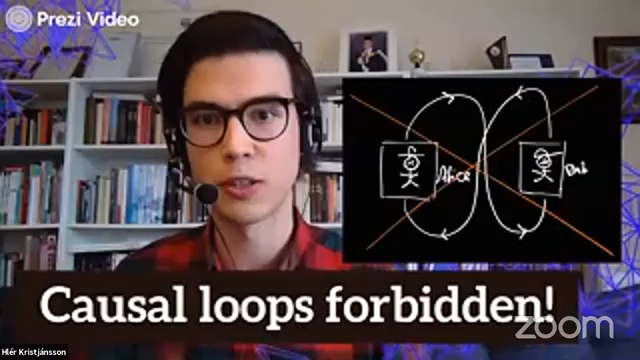 Prezi Video
Alice
Bob
Causal loops forbidden!
zoom
Hlér Kristjánsson